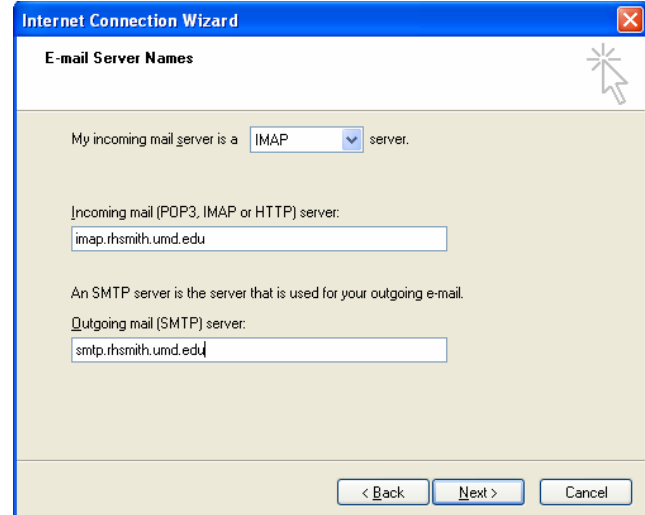 Internet Connection Wizard
E-mail Server Names
My incoming mail server is a IMAP server.
Incoming mail (POP3, IMAP or HTTP) server:
imap.rhsmith.umd.edu
An SMTP server is the server that is used for your outgoing e-mail.
Outgoing mail (SMTP) server:
smtp.rhsmith.umd.edu
< Back Next > Cancel